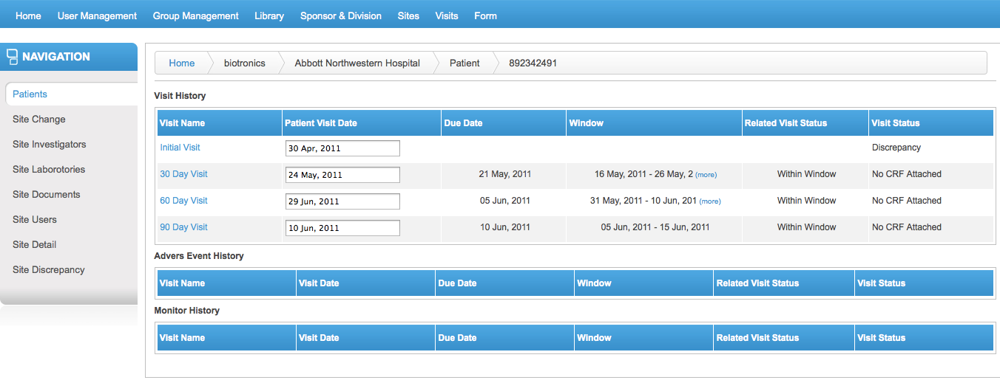 Home User Management Group Management Library Sponsor & Division Sites Visits Form
NAVIGATION
Patients
Site Change
Site Investigators
Site Laborotories
Site Documents
Site Users
Site Detail
Site Discrepancy
Home biotronics Abbott Northwestern Hospital Patient 892342491
Visit History
Visit Name Patient Visit Date Due Date Window Related Visit Status Visit Status
Initial Visit 30 Apr, 2011 Discrepancy
30 Day Visit 24 May, 2011 21 May, 2011 16 May, 2011 - 26 May, 2 (more) Within Window No CRF Attached
60 Day Visit 29 Jun, 2011 05 Jun, 2011 31 May, 2011 - 10 Jun, 201 (more) Within Window No CRF Attached
90 Day Visit 10 Jun, 2011 10 Jun, 2011 05 Jun, 2011 - 15 Jun, 2011 Within Window No CRF Attached
Advers Event History
Visit Name Visit Date Due Date Window Related Visit Status Visit Status
Monitor History
Visit Name Visit Date Due Date Window Related Visit Status Visit Status